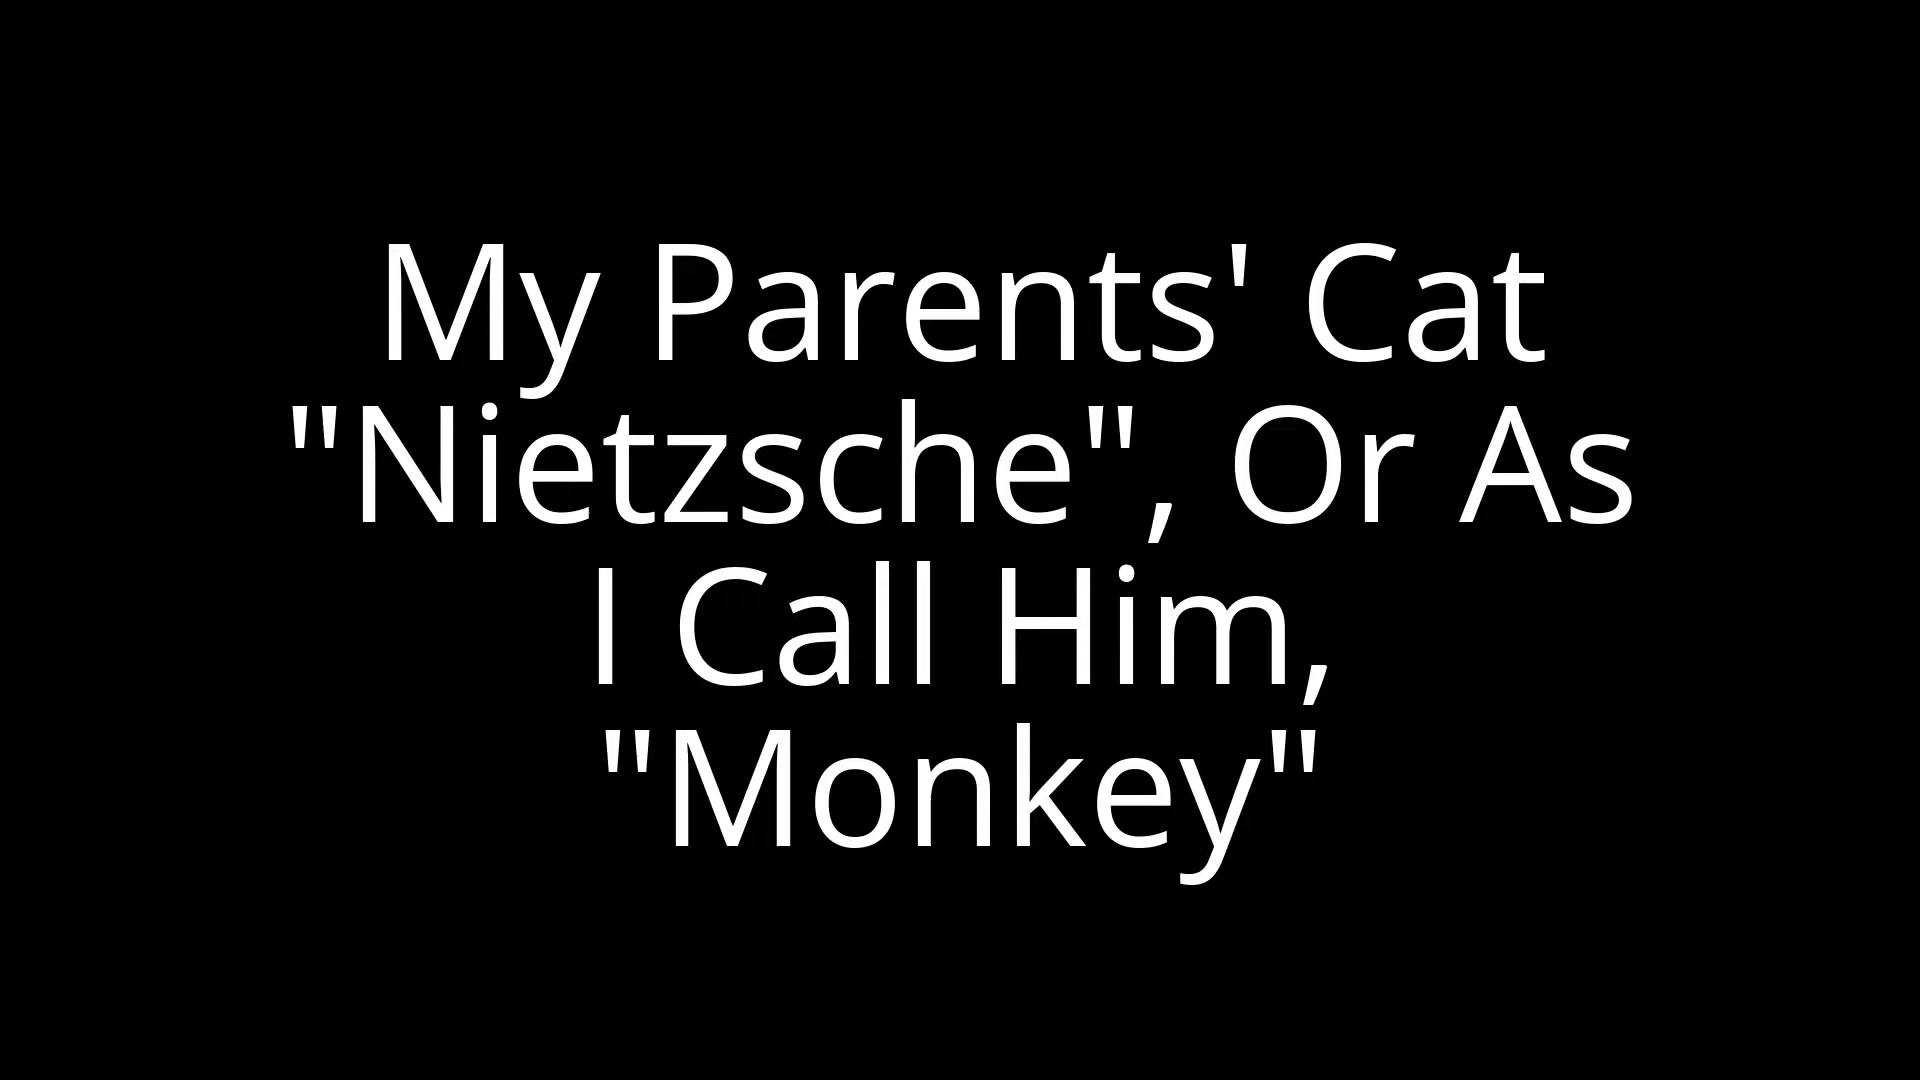 My Parents' Cat
"Nietzsche", Or As
I Call Him,
"Monkey"